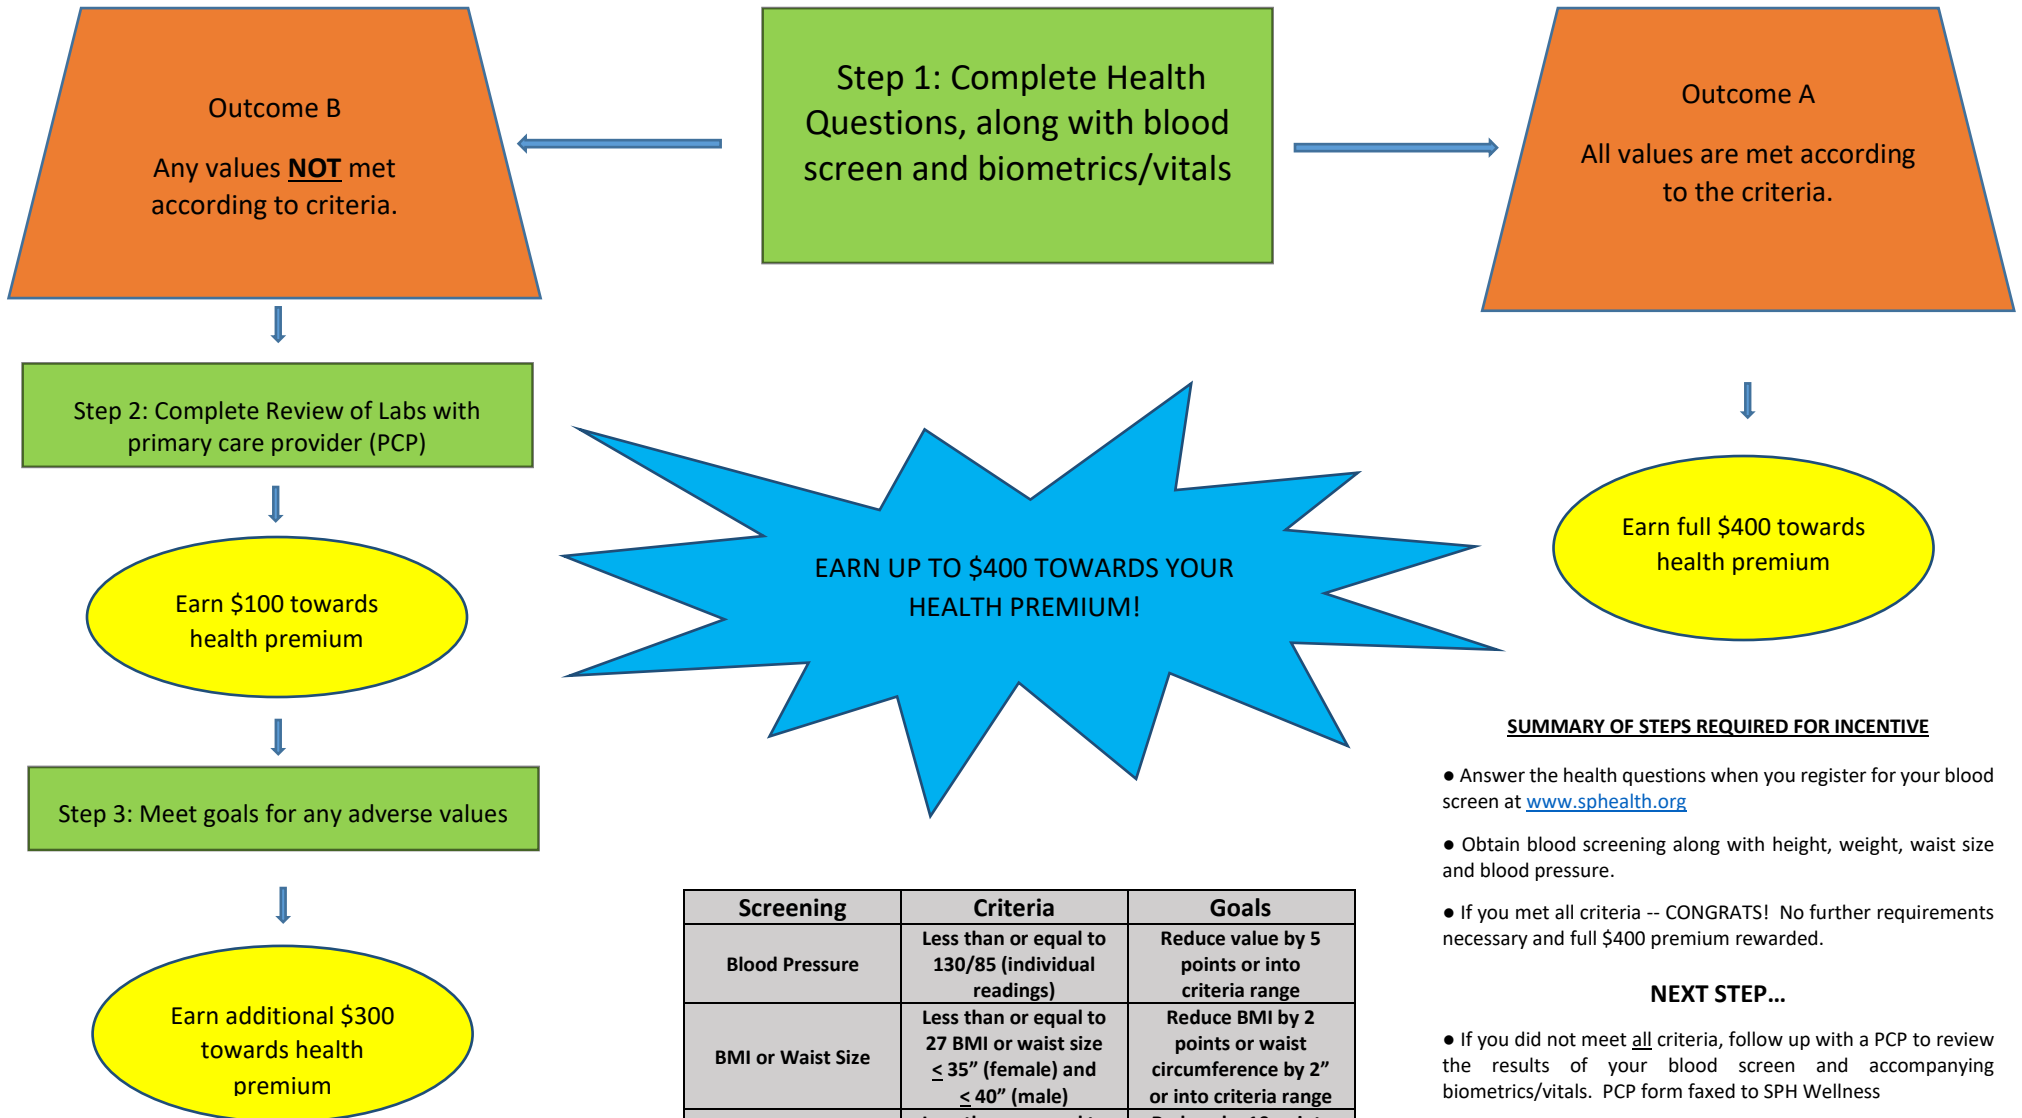 Outcome B
Any values NOT met
according to criteria.
Step 1: Complete Health
Questions, along with blood
screen and biometrics/vitals
Outcome A
All values are met according
to the criteria.
Step 2: Complete Review of Labs with
primary care provider (PCP)
Earn $100 towards
health premium
Step 3: Meet goals for any adverse values
Earn additional $300
towards health
premium
EARN UP TO $400 TOWARDS YOUR
HEALTH PREMIUM!
Earn full $400 towards
health premium
Screening Criteria Goals
Blood Pressure
Less than or equal to
130/85 (individual
readings)
Reduce value by 5
points or into
criteria range
BMI or Waist Size
Less than or equal to
27 BMI or waist size
≤ 35” (female) and
≤ 40” (male)
Reduce BMI by 2
points or waist
circumference by 2”
or into criteria range
SUMMARY OF STEPS REQUIRED FOR INCENTIVE
● Answer the health questions when you register for your blood
screen at www.sphealth.org
● Obtain blood screening along with height, weight, waist size
and blood pressure.
● If you met all criteria -- CONGRATS! No further requirements
necessary and full $400 premium rewarded.
NEXT STEP…
● If you did not meet all criteria, follow up with a PCP to review
the results of your blood screen and accompanying
biometrics/vitals. PCP form faxed to SPH Wellness